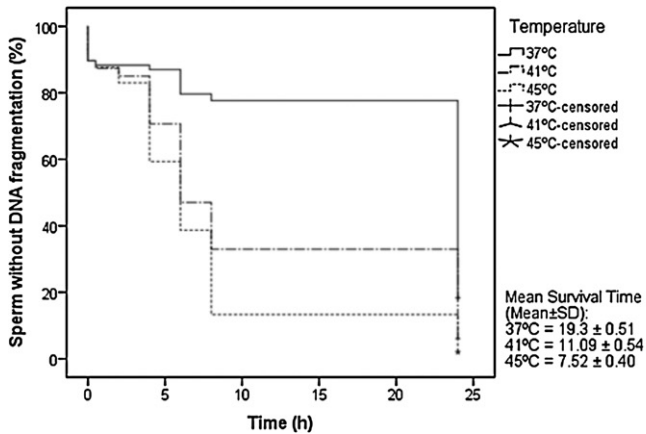 100
80
60
40
20
0
Sperm without DNA fragmentation (%)
0 5 10 15 20 25
Time (h)
Temperature
37ºC
41ºC
45ºC
37ºC-censored
41ºC-censored
45ºC-censored
Mean Survival Time
(Mean±SD):
37ºC = 19.3 ± 0.51
41ºC = 11.09 ± 0.54
45ºC = 7.52 ± 0.40